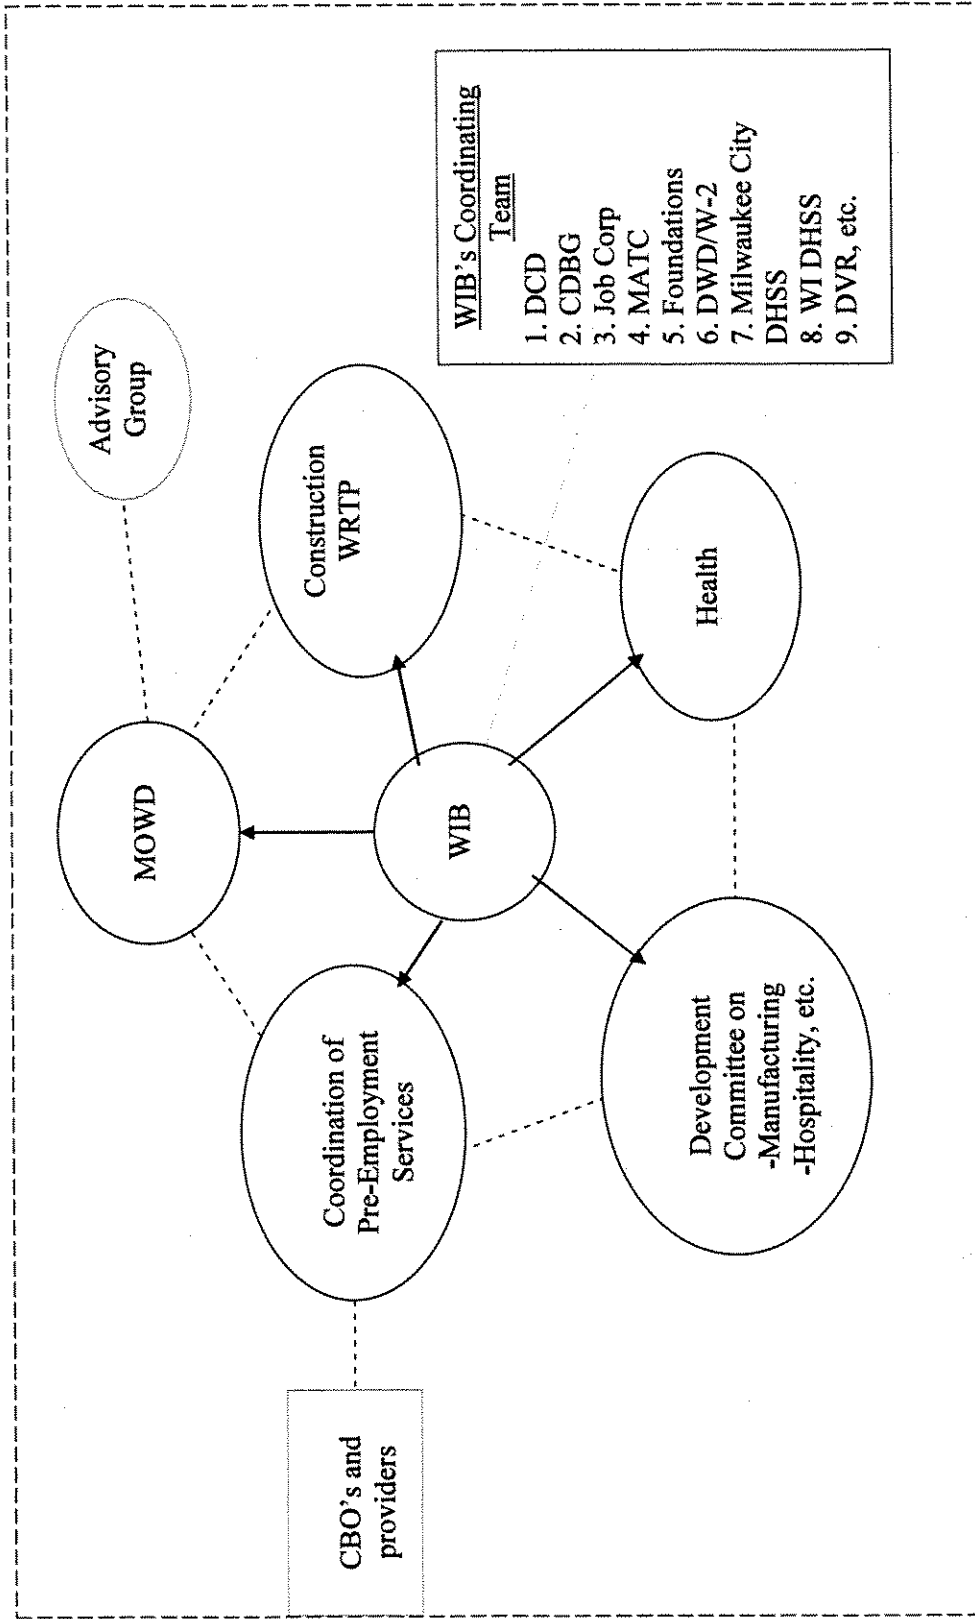 Advisory
Group
MOWD
Construction
WRTP
Coordination of
Pre-Employment
Services
CBO's and
providers
WIB
Health
Development
Committee on
-Manufacturing
-Hospitality, etc.
WIB's Coordinating
Team
1. DCD
2. CDBG
3. Job Corp
4. MATC
5. Foundations
6. DWD/W-2
7. Milwaukee City
DHSS
8. WI DHSS
9. DVR, etc.